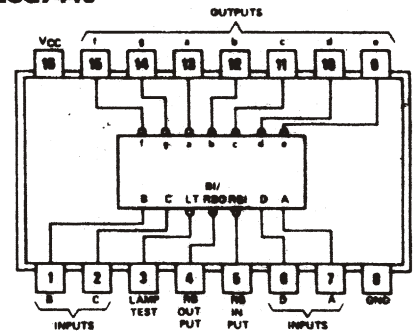 OUTPUTS
VCC f g a b c d e
16 15 14 13 12 11 10 9
f g a b c d e
BI/
B C LT RBO RBI D A
1 2 3 4 5 6 7 8
B C LAMP TEST RB OUT PUT RB IN PUT D A GND
INPUTS INPUTS